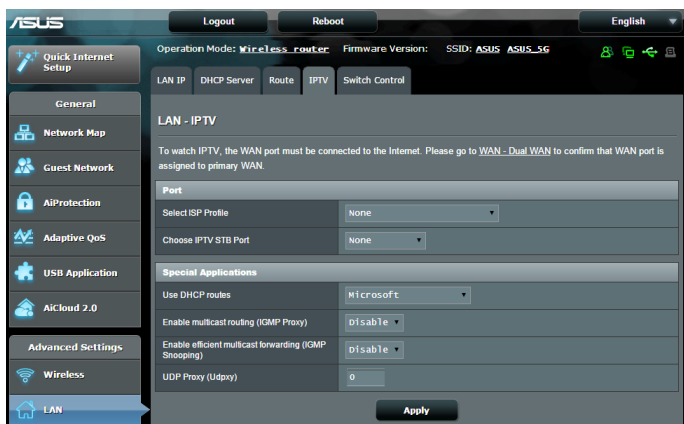 ASUS
Logout
Reboot
English
Quick Internet
Setup
Operation Mode: Wireless router Firmware Version: SSID: ASUS ASUS_5G
LAN IP
DHCP Server
Route
IPTV
Switch Control
General
Network Map
Guest Network
AiProtection
Adaptive QoS
USB Application
AiCloud 2.0
Advanced Settings
Wireless
LAN
LAN - IPTV
To watch IPTV, the WAN port must be connected to the Internet. Please go to WAN - Dual WAN to confirm that WAN port is
assigned to primary WAN.
Port
Select ISP Profile None
Choose IPTV STB Port None
Special Applications
Use DHCP routes Microsoft
Enable multicast routing (IGMP Proxy) Disable
Enable efficient multicast forwarding (IGMP
Snooping) Disable
UDP Proxy (Udpxy) 0
Apply